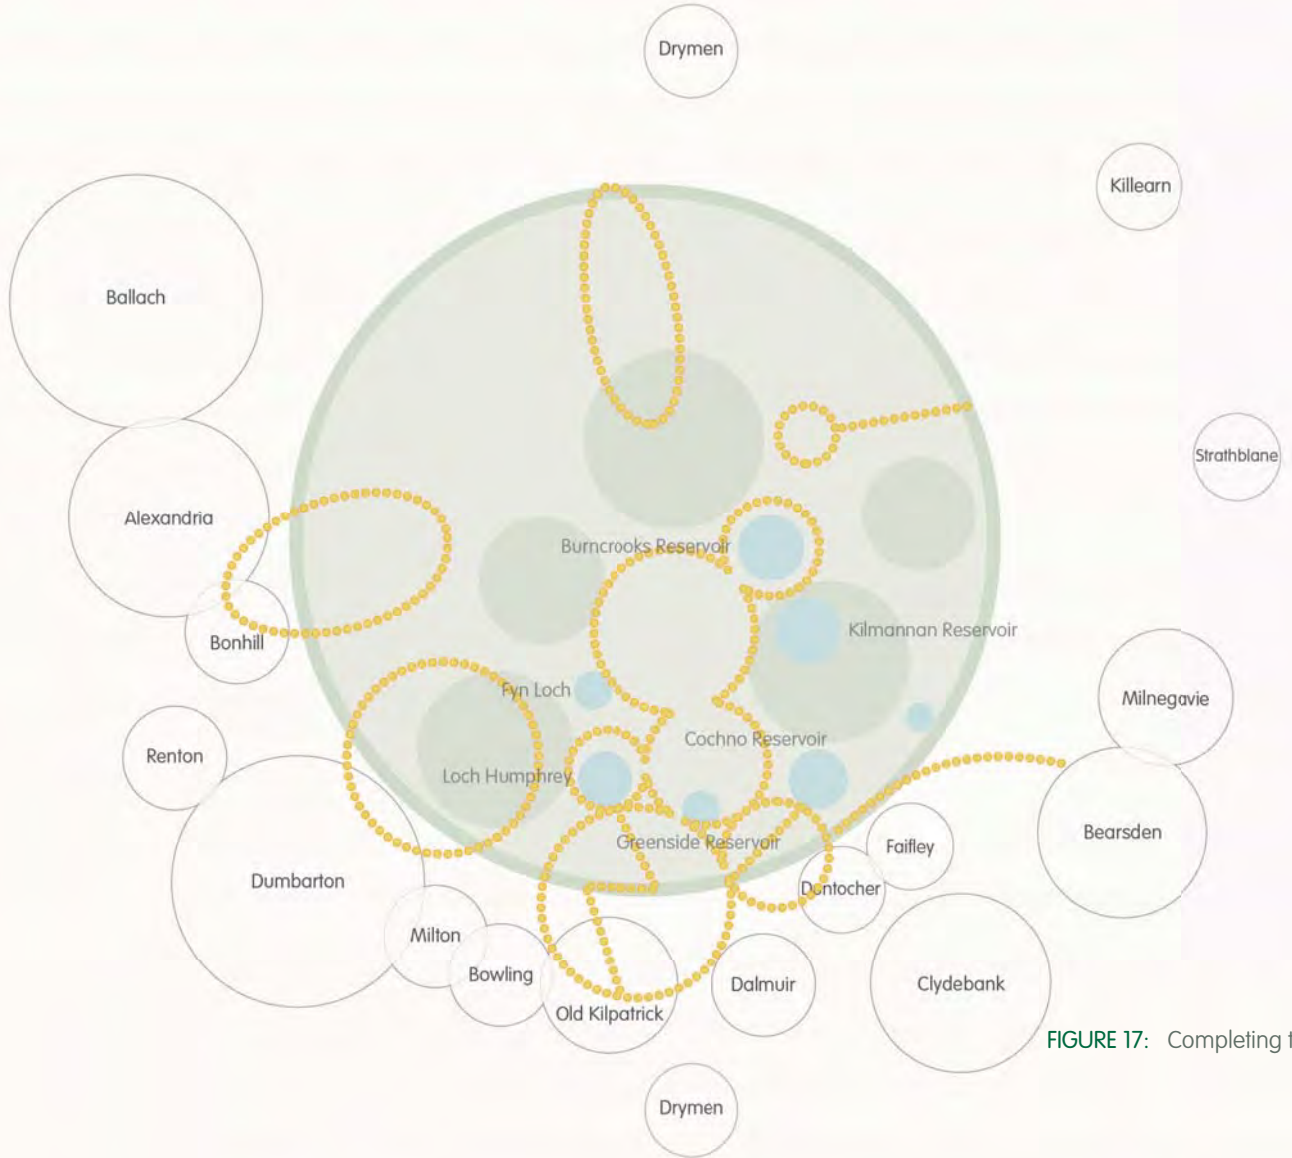 Drymen
Killearn
Ballach
Strathblane
Alexandria
Burncrooks Reservoir
Kilmannan Reservoir
Bonhill
Fyn Loch
Milnegavie
Cochno Reservoir
Renton
Loch Humphrey
Bearsden
Greenside Reservoir
Faifley
Dumbarton
Duntocher
Milton
Bowling
Dalmuir
Clydebank
Old Kilpatrick
FIGURE 17: Completing t
Drymen